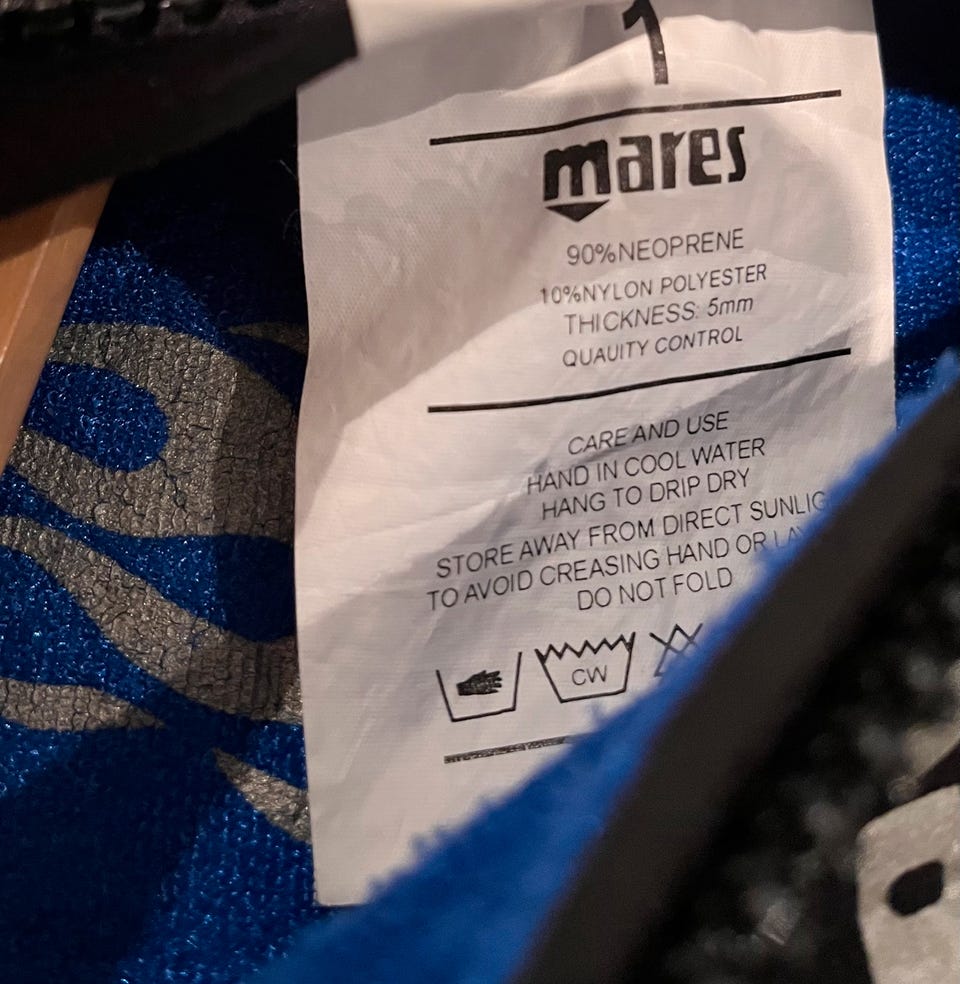 1
mares
90%NEOPRENE
10%NYLON POLYESTER
THICKNESS: 5mm
QUAUITY CONTROL
CARE AND USE
HAND IN COOL WATER
HANG TO DRIP DRY
STORE AWAY FROM DIRECT
TO AVOID CREASING HAND OR
DO NOT FOLD
CW